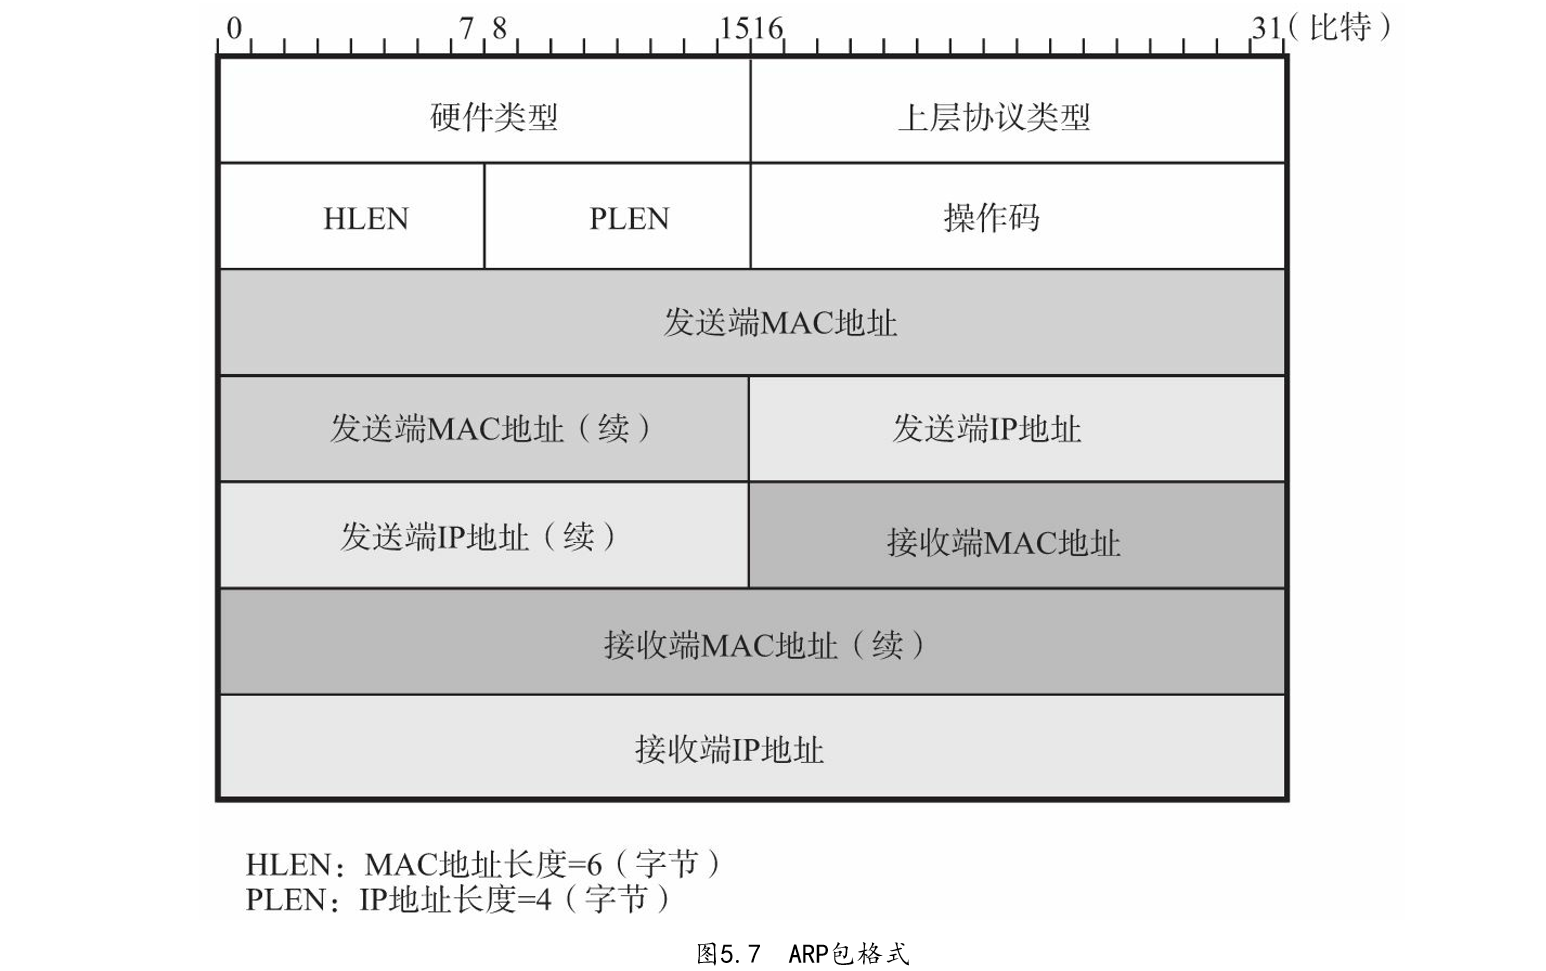 0 7 8 1516 31（比特）
硬件类型 上层协议类型
HLEN PLEN 操作码
发送端MAC地址
发送端MAC地址（续） 发送端IP地址
发送端IP地址（续） 接收端MAC地址
接收端MAC地址（续）
接收端IP地址
HLEN：MAC地址长度=6（字节）
PLEN：IP地址长度=4（字节）
图5.7 ARP包格式